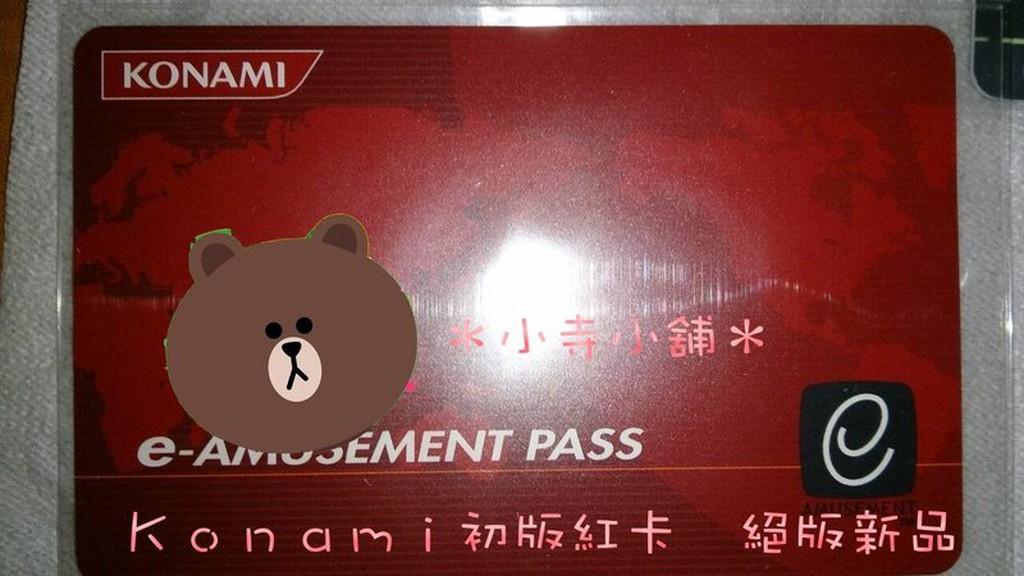 KONAMI
＊小寺小舖＊
e-AMUSEMENT PASS
e
AMUSEMENT
Ｋｏｎａｍｉ初版紅卡　絕版新品